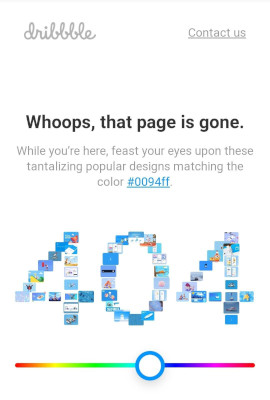 dribbble
Contact us
Whoops, that page is gone.
While you're here, feast your eyes upon these
tantalizing popular designs matching the
color #0094ff.
404